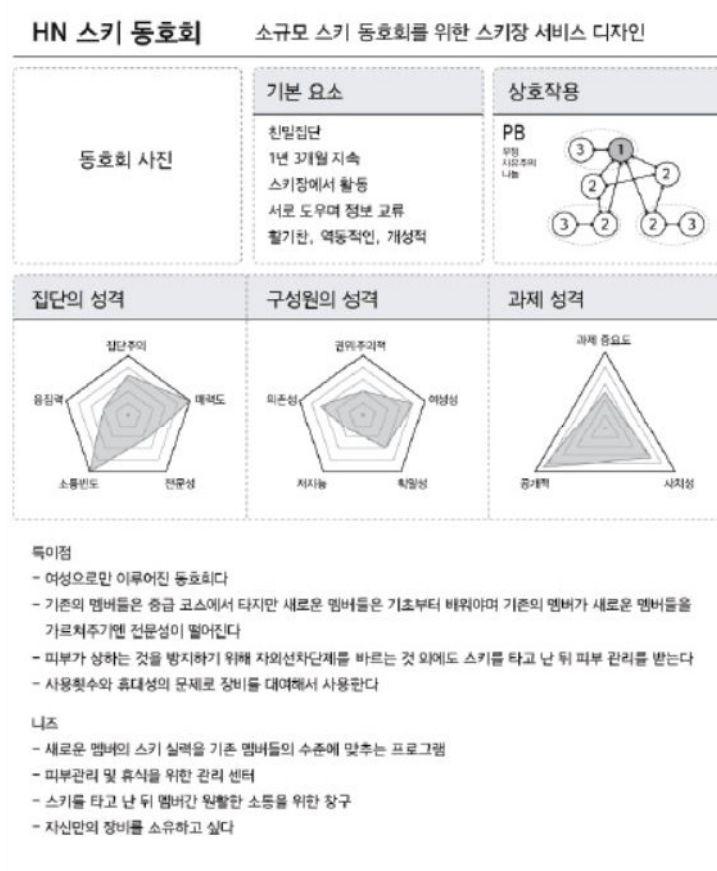 HN 스키 동호회
소규모 스키 동호회를 위한 스키장 서비스 디자인
동호회 사진
기본 요소
친밀집단
1년 3개월 지속
스키장에서 활동
서로 도우며 정보 교류
활기찬, 역동적인, 개성적
상호작용
PB
우정
자유주의
나눔
3
1
2
2
3
2
2
3
집단의 성격
집단주의
응집력
매력도
소통빈도
전문성
구성원의 성격
권위주의적
의존성
여성성
저지능
친밀성
과제 성격
과제 중요도
공개적
사치성
특이점
- 여성으로만 이루어진 동호회다
- 기존의 멤버들은 중급 코스에서 타지만 새로운 멤버들은 기초부터 배워야며 기존의 멤버가 새로운 멤버들을
가르쳐주기엔 전문성이 떨어진다
- 피부가 상하는 것을 방지하기 위해 자외선차단제를 바르는 것 외에도 스키를 타고 난 뒤 피부 관리를 받는다
- 사용횟수와 휴대성의 문제로 장비를 대여해서 사용한다
니즈
- 새로운 멤버의 스키 실력을 기존 멤버들의 수준에 맞추는 프로그램
- 피부관리 및 휴식을 위한 관리 센터
- 스키를 타고 난 뒤 멤버간 원활한 소통을 위한 창구
- 자신만의 장비를 소유하고 싶다